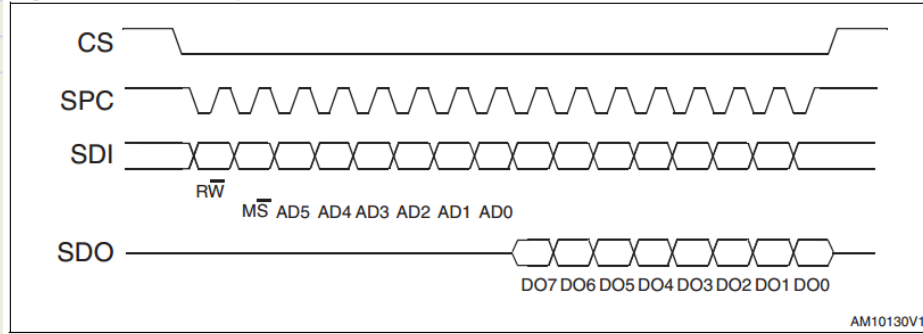 CS
SPC
SDI
RW̅
MS̅ AD5 AD4 AD3 AD2 AD1 AD0
SDO
DO7 DO6 DO5 DO4 DO3 DO2 DO1 DO0
AM10130V1